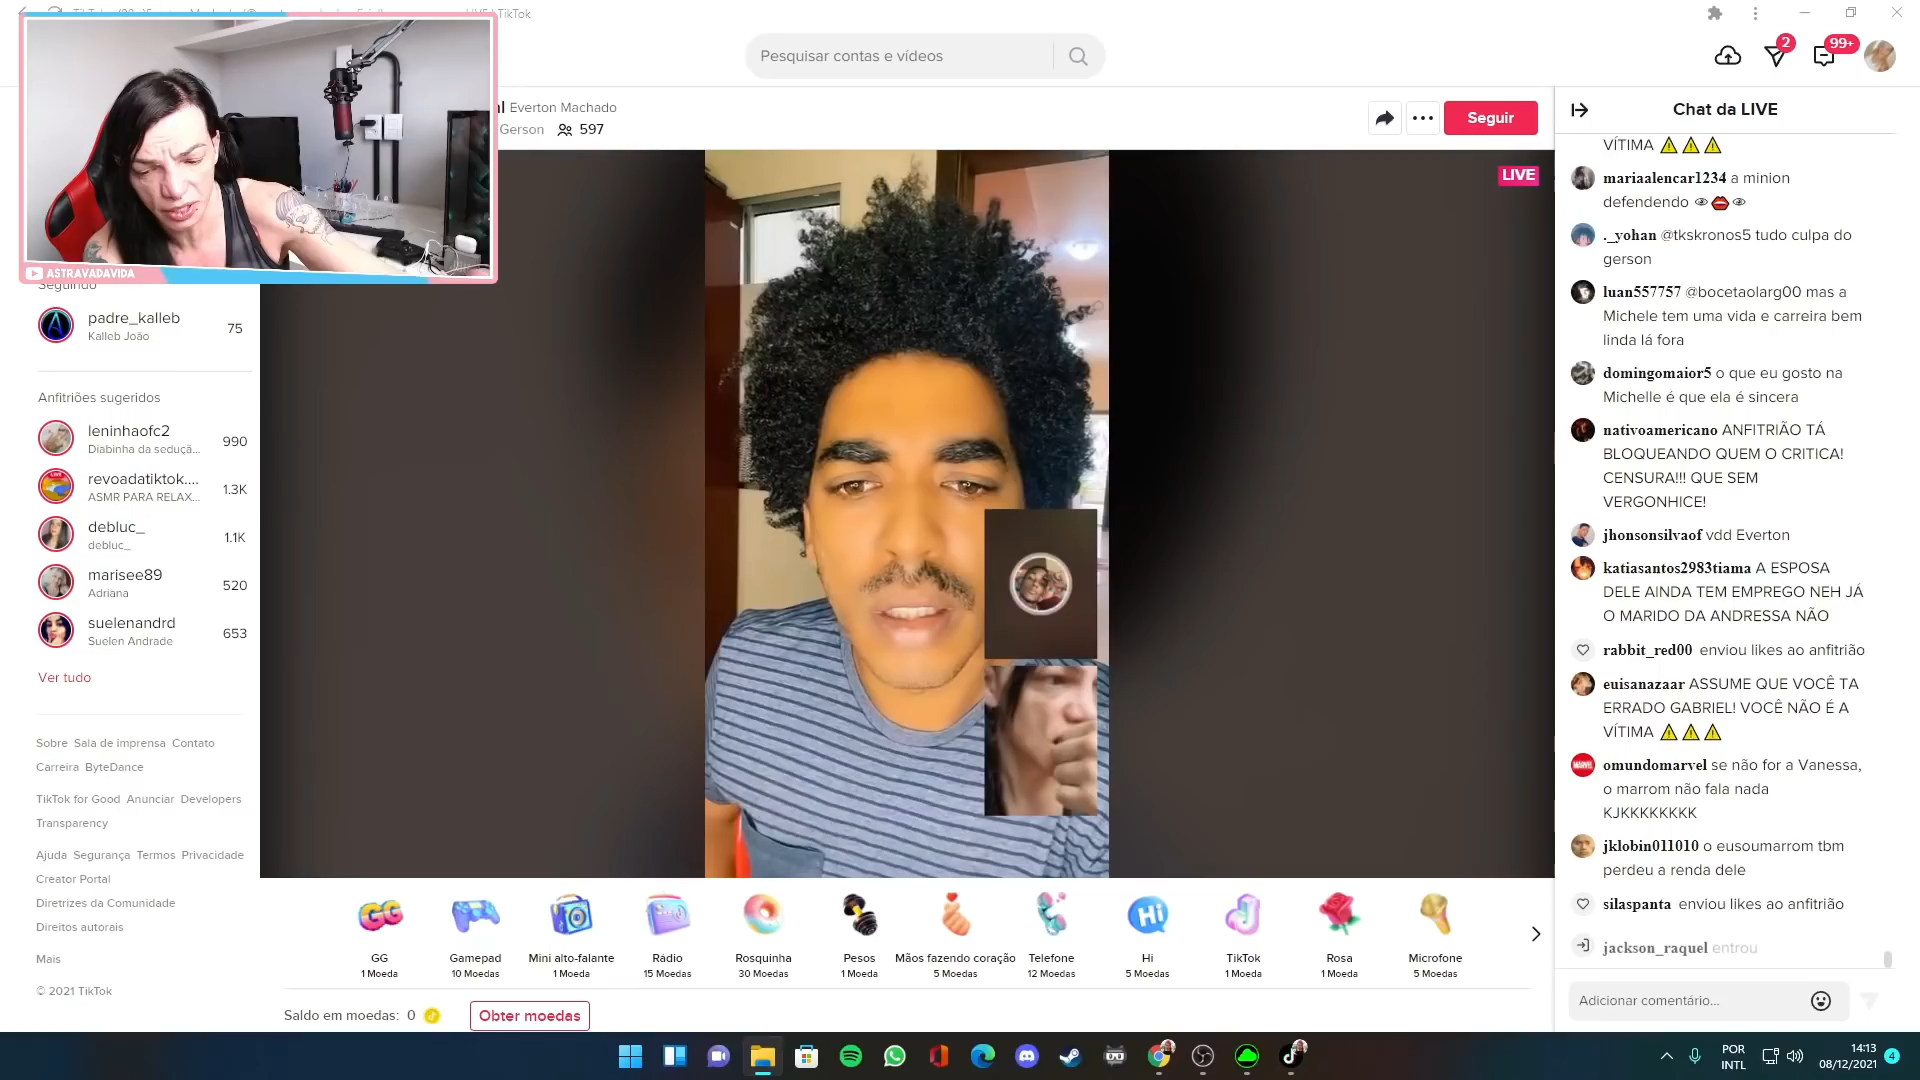 LIVE | TikTok
Pesquisar contas e vídeos
2
99+
ASTRAVADAVIDA
Everton Machado
Gerson 597
Seguir
LIVE
Seguindo
padre_kalleb
Kalleb João
75
Anfitriões sugeridos
leninhaofc2
Diabinha da seduçã...
990
revoadatiktok....
ASMR PARA RELAX...
1.3K
debluc_
debluc_
1.1K
marisee89
Adriana
520
suelenandrd
Suelen Andrade
653
Ver tudo
Sobre Sala de imprensa Contato
Carreira ByteDance
TikTok for Good Anunciar Developers
Transparency
Ajuda Segurança Termos Privacidade
Creator Portal
Diretrizes da Comunidade
Direitos autorais
Mais
© 2021 TikTok
GG
1 Moeda
Gamepad
10 Moedas
Mini alto-falante
1 Moeda
Rádio
15 Moedas
Rosquinha
30 Moedas
Pesos
1 Moeda
Mãos fazendo coração
5 Moedas
Telefone
12 Moedas
Hi
Hi
5 Moedas
TikTok
1 Moeda
Rosa
1 Moeda
Microfone
5 Moedas
Saldo em moedas: 0
Obter moedas
Chat da LIVE
VÍTIMA ⚠⚠⚠
mariaalencar1234 a minion
defendendo 👁👄👁
._yohan @tkskronos5 tudo culpa do
gerson
luan557757 @bocetaolarg00 mas a
Michele tem uma vida e carreira bem
linda lá fora
domingomaior5 o que eu gosto na
Michelle é que ela é sincera
nativoamericano ANFITRIÃO TÁ
BLOQUEANDO QUEM O CRITICA!
CENSURA!!! QUE SEM
VERGONHICE!
jhonsonsilvaof vdd Everton
katiasantos2983tiama A ESPOSA
DELE AINDA TEM EMPREGO NEH JÁ
O MARIDO DA ANDRESSA NÃO
rabbit_red00 enviou likes ao anfitrião
euisanazaar ASSUME QUE VOCÊ TA
ERRADO GABRIEL! VOCÊ NÃO É A
VÍTIMA ⚠⚠⚠
MARVEL
omundomarvel se não for a Vanessa,
o marrom não fala nada
KJKKKKKKKK
jklobin011010 o eusoumarrom tbm
perdeu a renda dele
silaspanta enviou likes ao anfitrião
jackson_raquel entrou
Adicionar comentário...
POR
INTL
14:13
08/12/2021
4